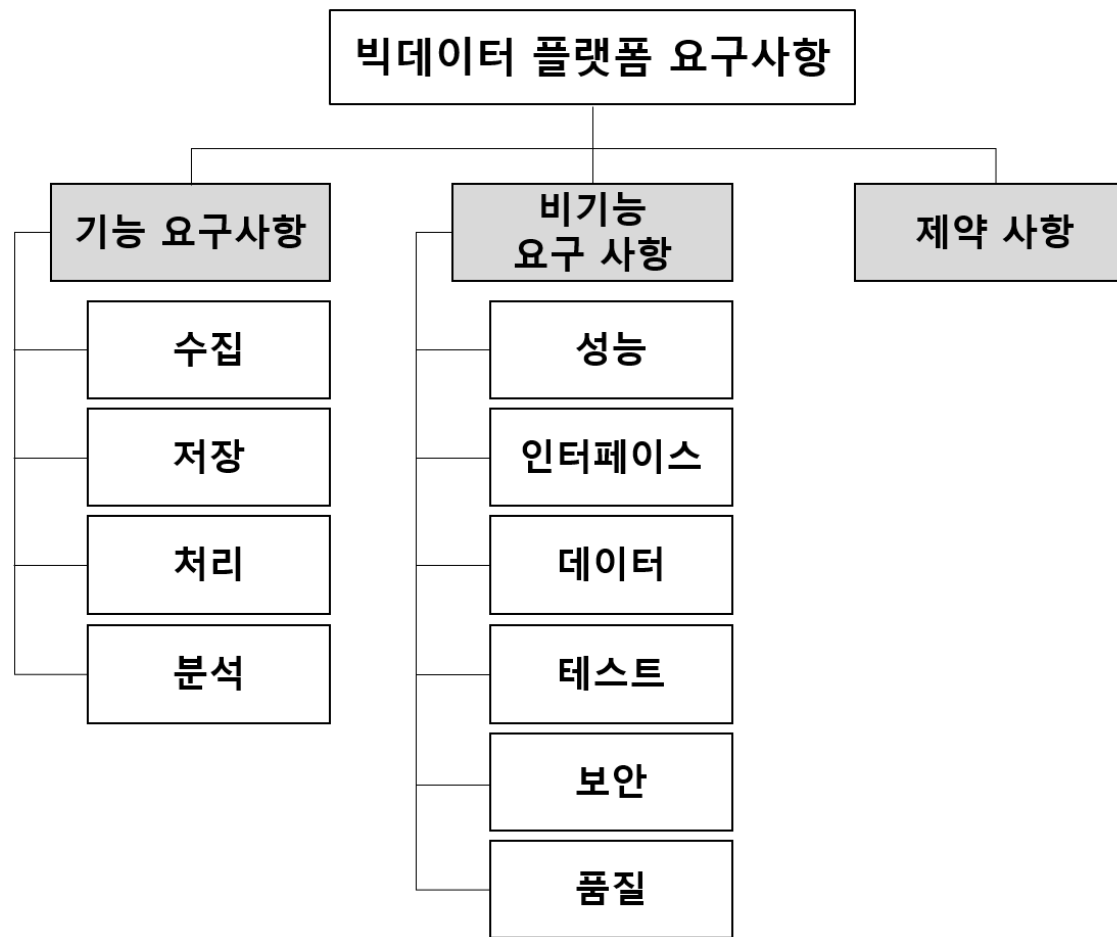 빅데이터 플랫폼 요구사항
기능 요구사항
수집
저장
처리
분석
비기능
요구 사항
성능
인터페이스
데이터
테스트
보안
품질
제약 사항